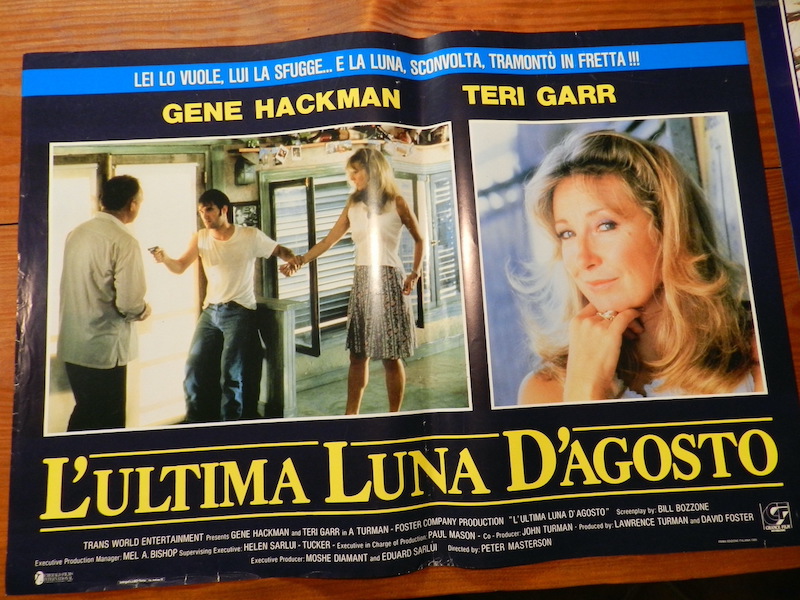 LEI LO VUOLE, LUI LA SFUGGE... E LA LUNA, SCONVOLTA, TRAMONTÒ IN FRETTA !!!
GENE HACKMAN TERI GARR
L'ULTIMA LUNA D'AGOSTO
TRANS WORLD ENTERTAINMENT Presents GENE HACKMAN and TERI GARR in A TURMAN - FOSTER COMPANY PRODUCTION "L'ULTIMA LUNA D'AGOSTO" Screenplay by: BILL BOZZONE
Executive Production Manager: MEL A. BISHOP Supervising Executive: HELEN SARLUI - TUCKER - Executive in Charge of Production: PAUL MASON - Co - Producer: JOHN TURMAN - Produced by: LAWRENCE TURMAN and DAVID FOSTER
Executive Producer: MOSHE DIAMANT and EDUARD SARLUI Directed by: PETER MASTERSON